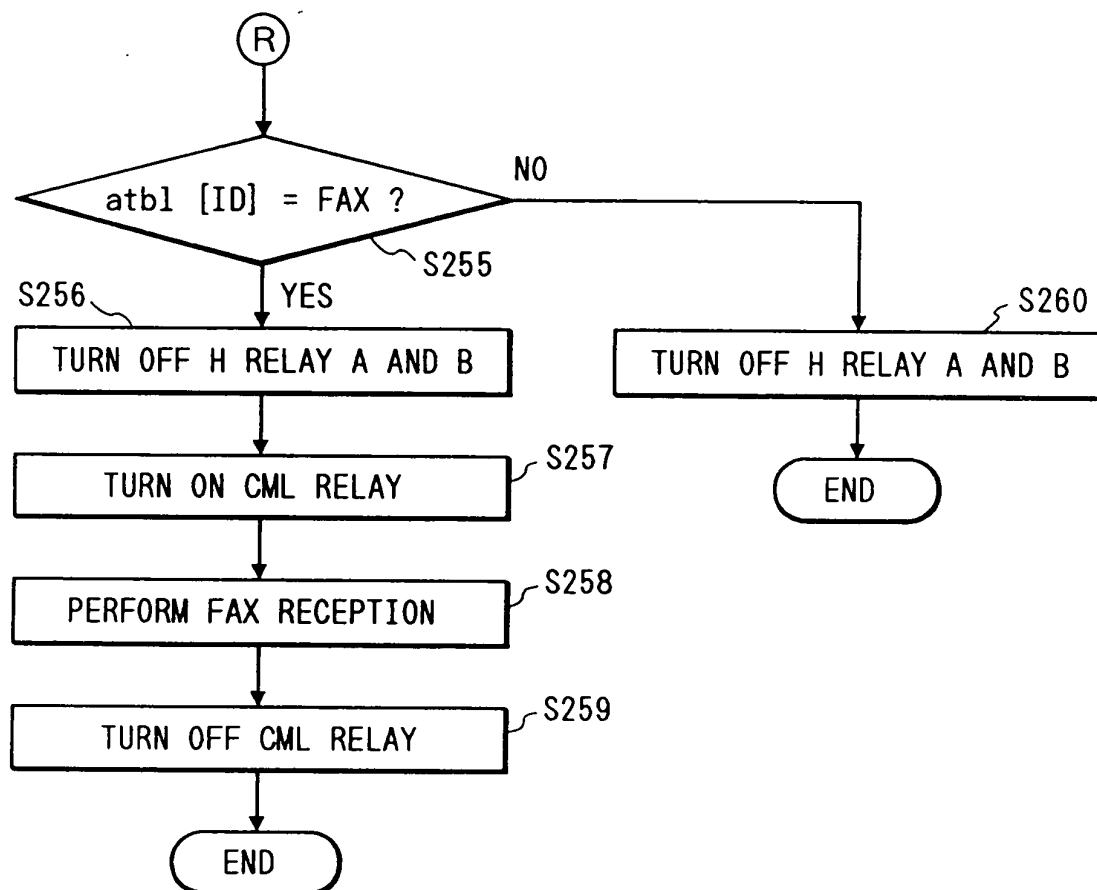 R
atbl [ID] = FAX ?
NO
S255
YES
S256
TURN OFF H RELAY A AND B
S260
TURN OFF H RELAY A AND B
S257
TURN ON CML RELAY
END
S258
PERFORM FAX RECEPTION
S259
TURN OFF CML RELAY
END